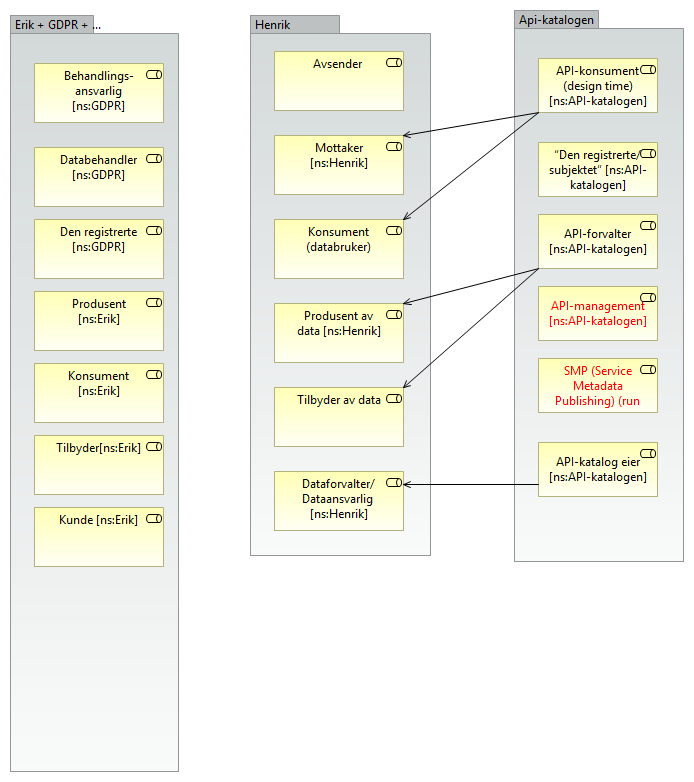 Erik + GDPR + ...
Behandlings-
ansvarlig
[ns:GDPR]
Databehandler
[ns:GDPR]
Den registrerte
[ns:GDPR]
Produsent
[ns:Erik]
Konsument
[ns:Erik]
Tilbyder[ns:Erik]
Kunde [ns:Erik]
Henrik
Avsender
Mottaker
[ns:Henrik]
Konsument
(databruker)
Produsent av
data [ns:Henrik]
Tilbyder av data
Dataforvalter/
Dataansvarlig
[ns:Henrik]
Api-katalogen
API-konsument
(design time)
[ns:API-katalogen]
"Den registrerte/
subjektet" [ns:API-
katalogen]
API-forvalter
[ns:API-katalogen]
API-management
[ns:API-katalogen]
SMP (Service
Metadata
Publishing) (run
API-katalog eier
[ns:API-katalogen]